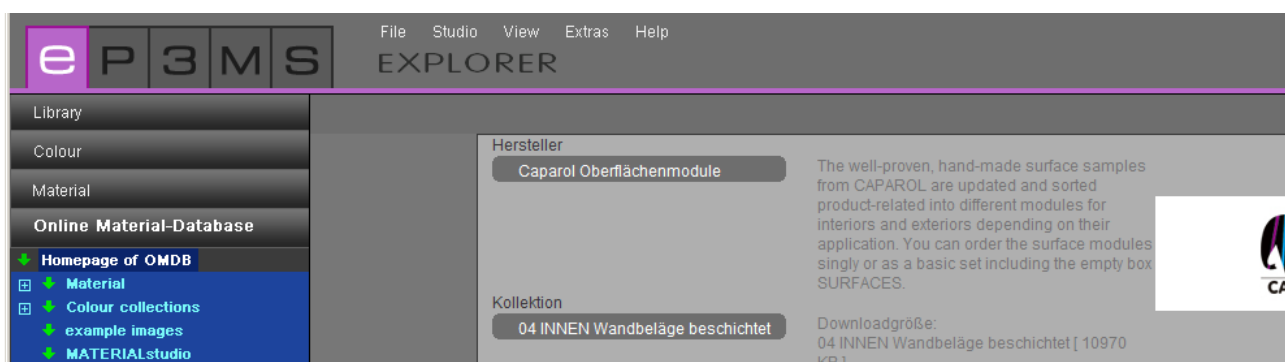 eP3MS
File Studio View Extras Help
EXPLORER
Library
Colour
Material
Online Material-Database
Homepage of OMDB
Material
Colour collections
example images
MATERIALstudio
Hersteller
Caparol Oberflächenmodule
Kollektion
04 INNEN Wandbeläge beschichtet
The well-proven, hand-made surface samples
from CAPAROL are updated and sorted
product-related into different modules for
interiors and exteriors depending on their
application. You can order the surface modules
singly or as a basic set including the empty box
SURFACES.
Downloadgröße:
04 INNEN Wandbeläge beschichtet [ 10970
KB ]
CA